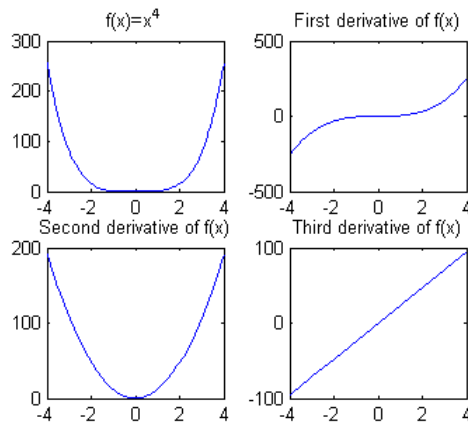 f(x)=x⁴
First derivative of f(x)
300
200
100
0
-4 -2 0 2 4
500
0
-500
-4 -2 0 2 4
Second derivative of f(x)
Third derivative of f(x)
200
100
0
-4 -2 0 2 4
100
0
-100
-4 -2 0 2 4